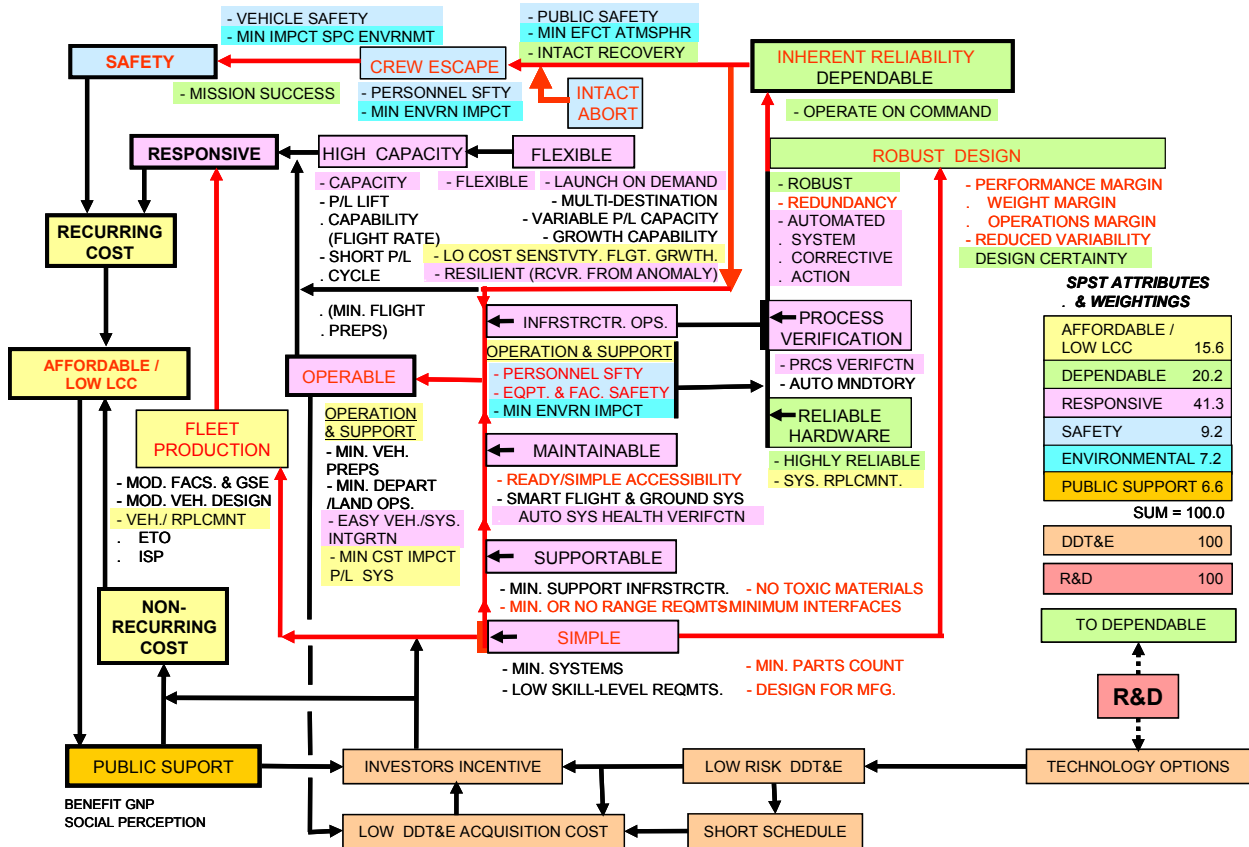 - VEHICLE SAFETY
- MIN IMPCT SPC ENVRNMT
- PUBLIC SAFETY
- MIN EFCT ATMSPHR
- INTACT RECOVERY
SAFETY
CREW ESCAPE
INHERENT RELIABILITY
DEPENDABLE
- MISSION SUCCESS
- PERSONNEL SFTY
- MIN ENVRN IMPCT
INTACT
ABORT
- OPERATE ON COMMAND
RESPONSIVE
HIGH CAPACITY
FLEXIBLE
ROBUST DESIGN
- CAPACITY
- P/L LIFT
. CAPABILITY
(FLIGHT RATE)
- SHORT P/L
. CYCLE
. (MIN. FLIGHT
. PREPS)
- FLEXIBLE
- LAUNCH ON DEMAND
- MULTI-DESTINATION
- VARIABLE P/L CAPACITY
- GROWTH CAPABILITY
- LO COST SENSTVTY. FLGT. GRWTH.
- RESILIENT (RCVR. FROM ANOMALY)
- ROBUST
- REDUNDANCY
- AUTOMATED
. SYSTEM
. CORRECTIVE
. ACTION
- PERFORMANCE MARGIN
. WEIGHT MARGIN
. OPERATIONS MARGIN
- REDUCED VARIABILITY
DESIGN CERTAINTY
RECURRING
COST
SPST ATTRIBUTES
. & WEIGHTINGS
AFFORDABLE /
LOW LCC 15.6
DEPENDABLE 20.2
RESPONSIVE 41.3
SAFETY 9.2
ENVIRONMENTAL 7.2
PUBLIC SUPPORT 6.6
SUM = 100.0
DDT&E 100
R&D 100
AFFORDABLE /
LOW LCC
OPERABLE
INFRSTRCTR. OPS.
OPERATION & SUPPORT
- PERSONNEL SFTY
- EQPT. & FAC. SAFETY
- MIN ENVRN IMPCT
PROCESS
VERIFICATION
- PRCS VERIFCTN
- AUTO MNDTORY
RELIABLE
HARDWARE
- HIGHLY RELIABLE
- SYS. RPLCMNT.
FLEET
PRODUCTION
- MOD. FACS. & GSE
- MOD. VEH. DESIGN
- VEH./ RPLCMNT
. ETO
. ISP
OPERATION
& SUPPORT
- MIN. VEH.
PREPS
- MIN. DEPART
/LAND OPS.
- EASY VEH./SYS.
INTGRTN
- MIN CST IMPCT
P/L SYS
MAINTAINABLE
- READY/SIMPLE ACCESSIBILITY
- SMART FLIGHT & GROUND SYS
AUTO SYS HEALTH VERIFCTN
SUPPORTABLE
- MIN. SUPPORT INFRSTRCTR.
- NO TOXIC MATERIALS
- MIN. OR NO RANGE REQMTS
- MINIMUM INTERFACES
NON-
RECURRING
COST
SIMPLE
- MIN. SYSTEMS
- LOW SKILL-LEVEL REQMTS.
- MIN. PARTS COUNT
- DESIGN FOR MFG.
TO DEPENDABLE
R&D
PUBLIC SUPORT
INVESTORS INCENTIVE
LOW RISK DDT&E
TECHNOLOGY OPTIONS
BENEFIT GNP
SOCIAL PERCEPTION
LOW DDT&E ACQUISITION COST
SHORT SCHEDULE